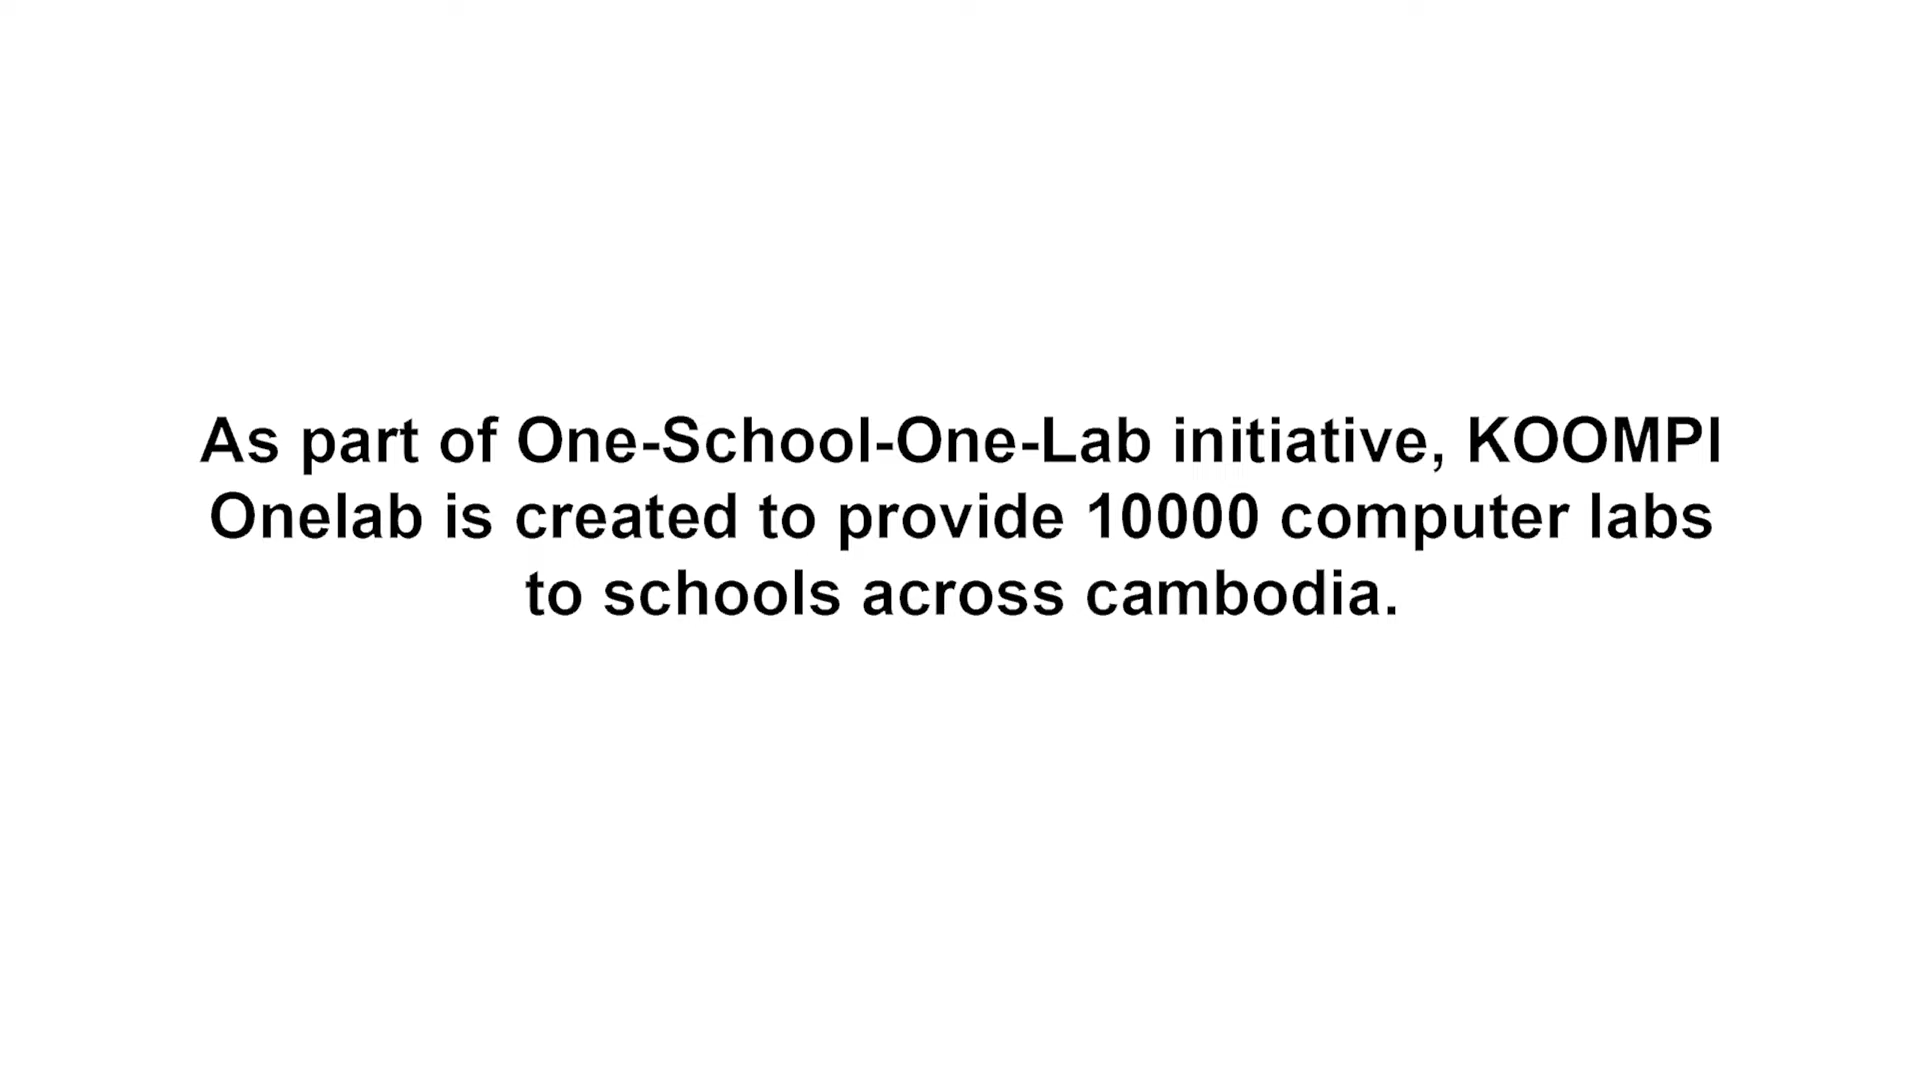 As part of One-School-One-Lab initiative, KOOMPI
Onelab is created to provide 10000 computer labs
to schools across cambodia.